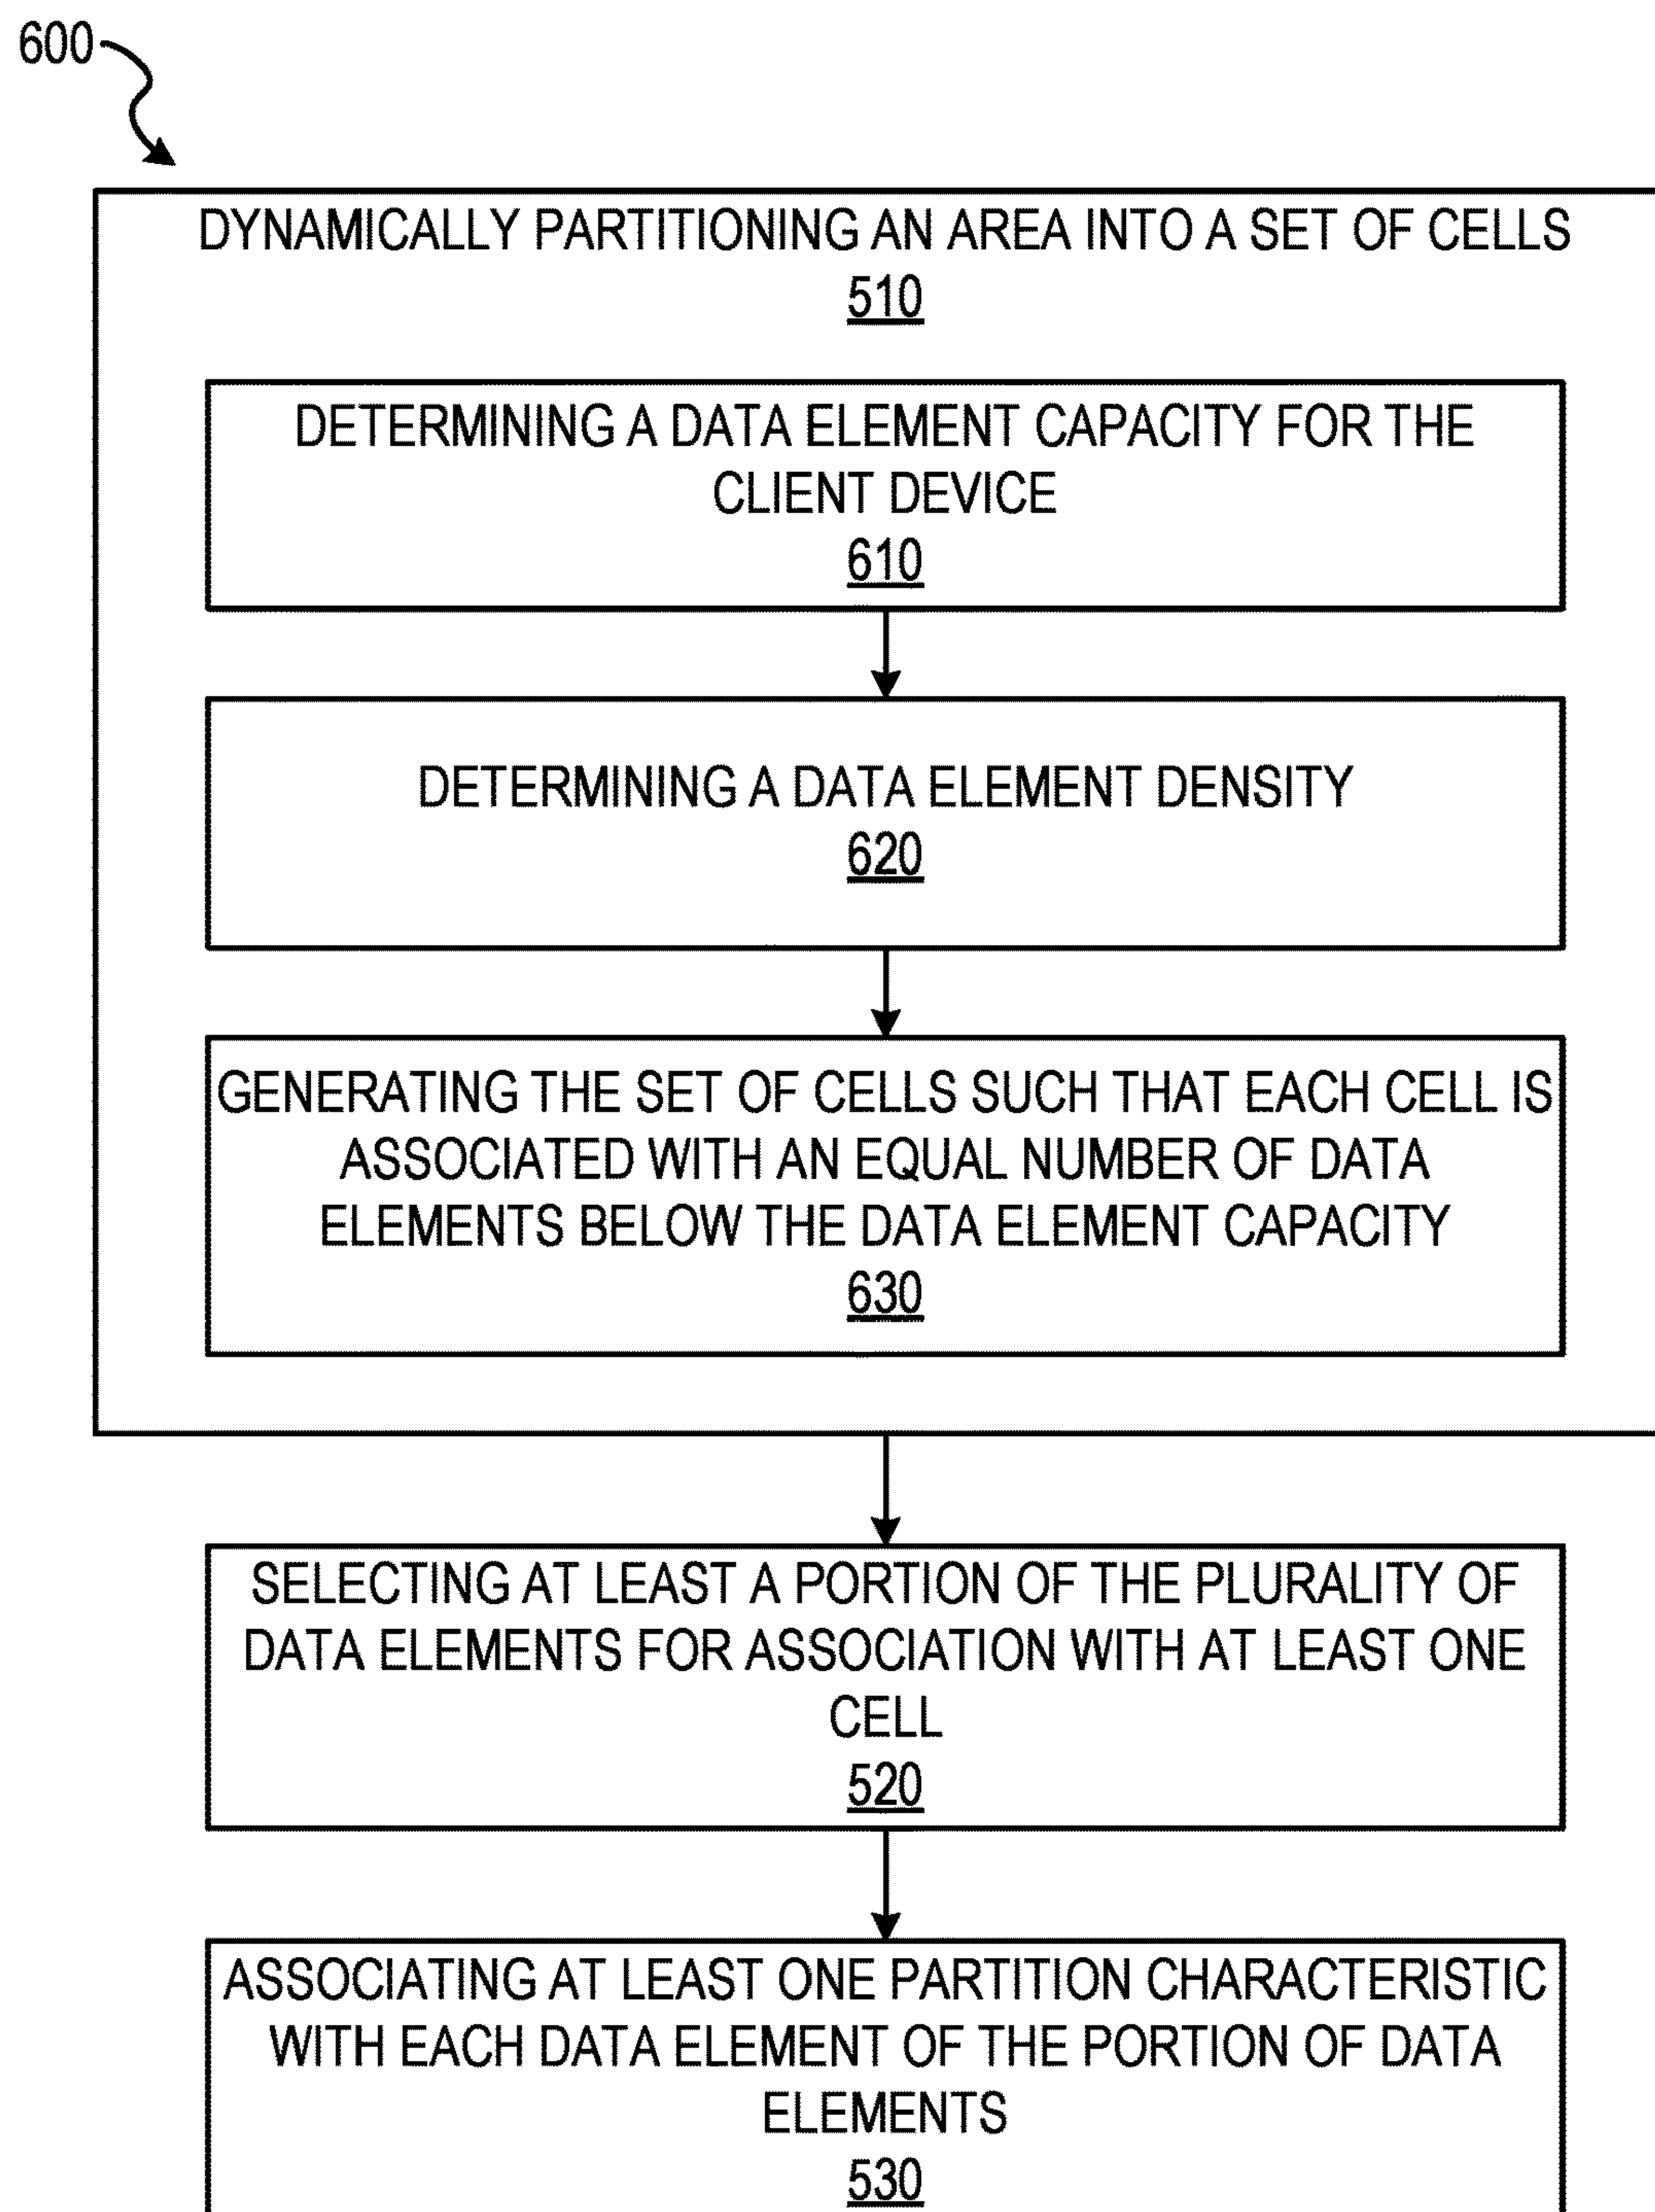 600
DYNAMICALLY PARTITIONING AN AREA INTO A SET OF CELLS
510
DETERMINING A DATA ELEMENT CAPACITY FOR THE
CLIENT DEVICE
610
DETERMINING A DATA ELEMENT DENSITY
620
GENERATING THE SET OF CELLS SUCH THAT EACH CELL IS
ASSOCIATED WITH AN EQUAL NUMBER OF DATA
ELEMENTS BELOW THE DATA ELEMENT CAPACITY
630
SELECTING AT LEAST A PORTION OF THE PLURALITY OF
DATA ELEMENTS FOR ASSOCIATION WITH AT LEAST ONE
CELL
520
ASSOCIATING AT LEAST ONE PARTITION CHARACTERISTIC
WITH EACH DATA ELEMENT OF THE PORTION OF DATA
ELEMENTS
530